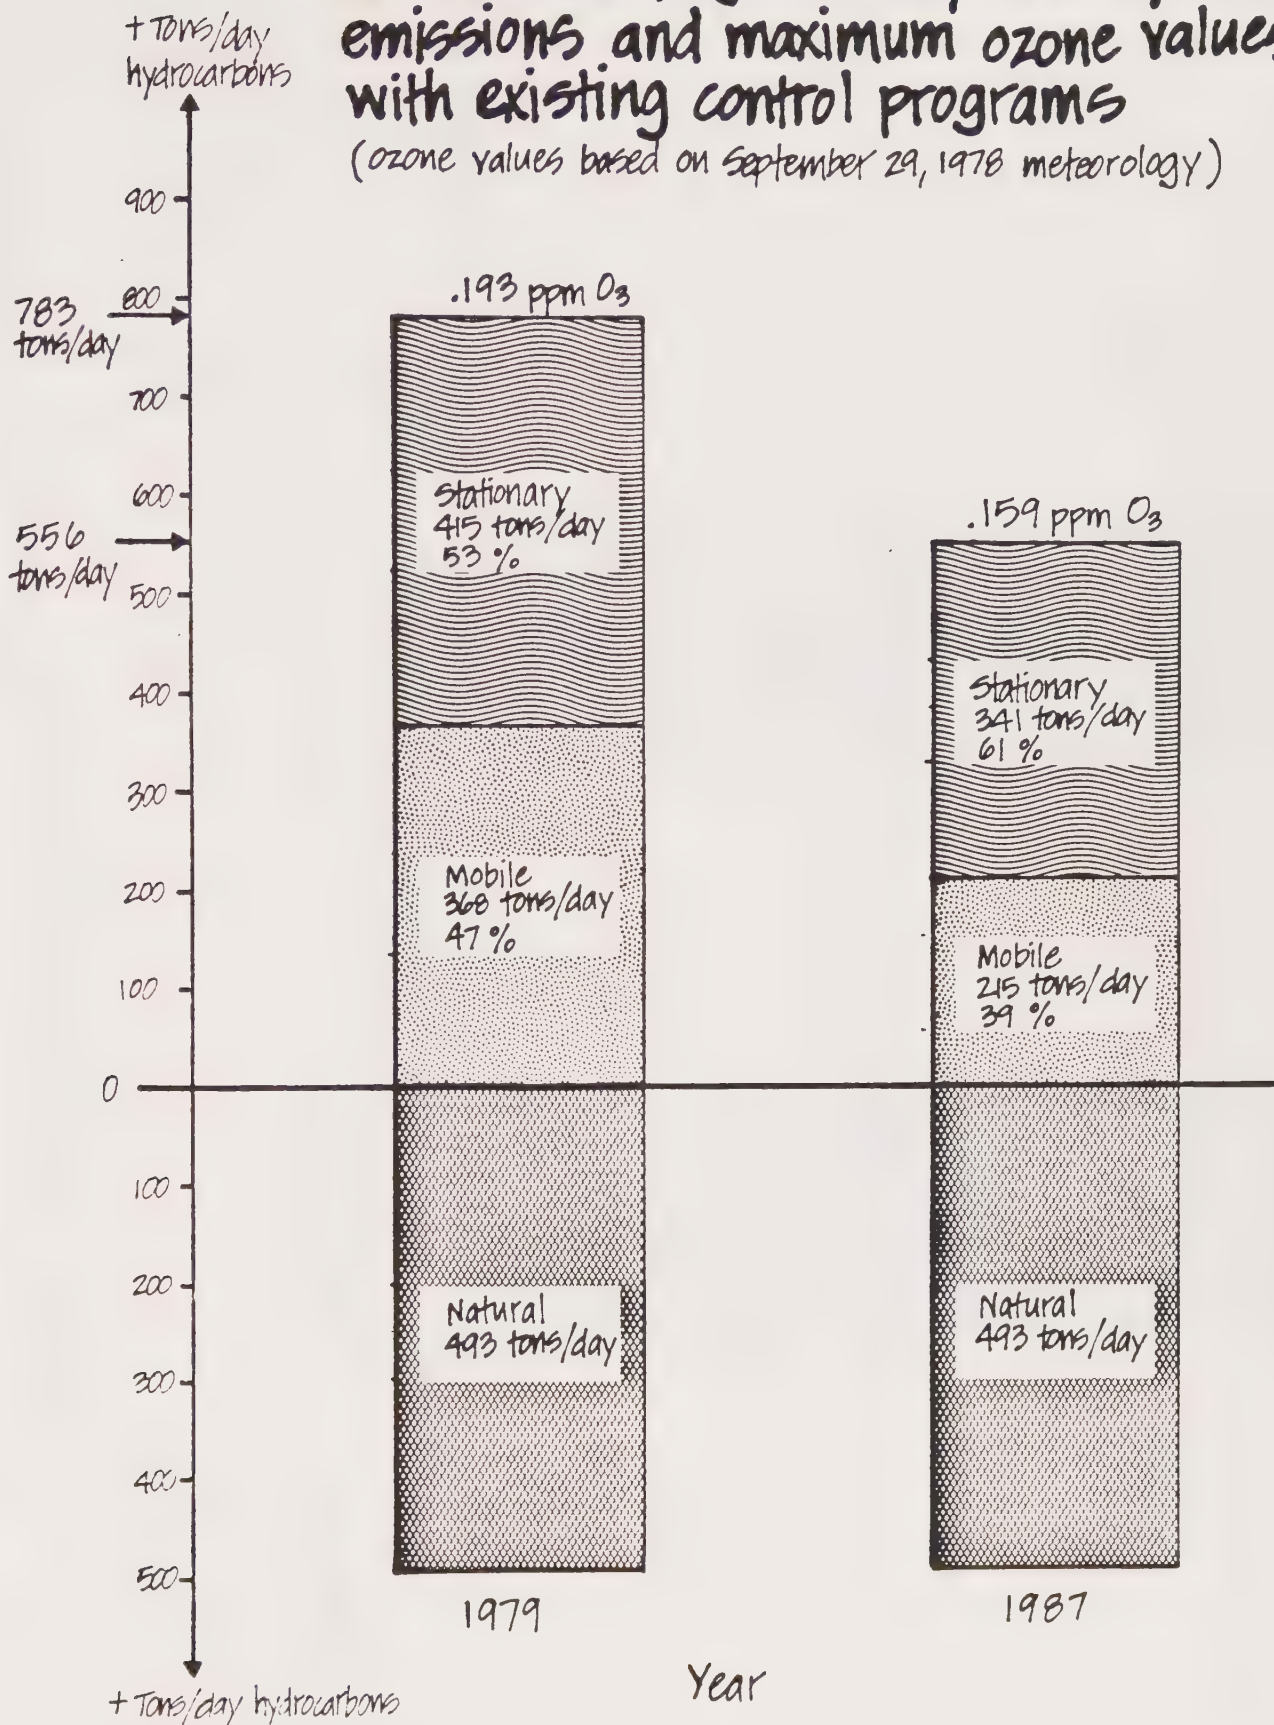 emissions and maximum ozone values
with existing control programs
(ozone values based on September 29, 1978 meteorology)
+ Tons/day
hydrocarbons
900
800
783
tons/day
700
600
556
tons/day
500
400
300
200
100
0
100
200
300
400
500
+ Tons/day hydrocarbons
.193 ppm O₃
Stationary
415 tons/day
53 %
Mobile
368 tons/day
47 %
Natural
493 tons/day
1979
.159 ppm O₃
Stationary
341 tons/day
61 %
Mobile
215 tons/day
39 %
Natural
493 tons/day
1987
Year